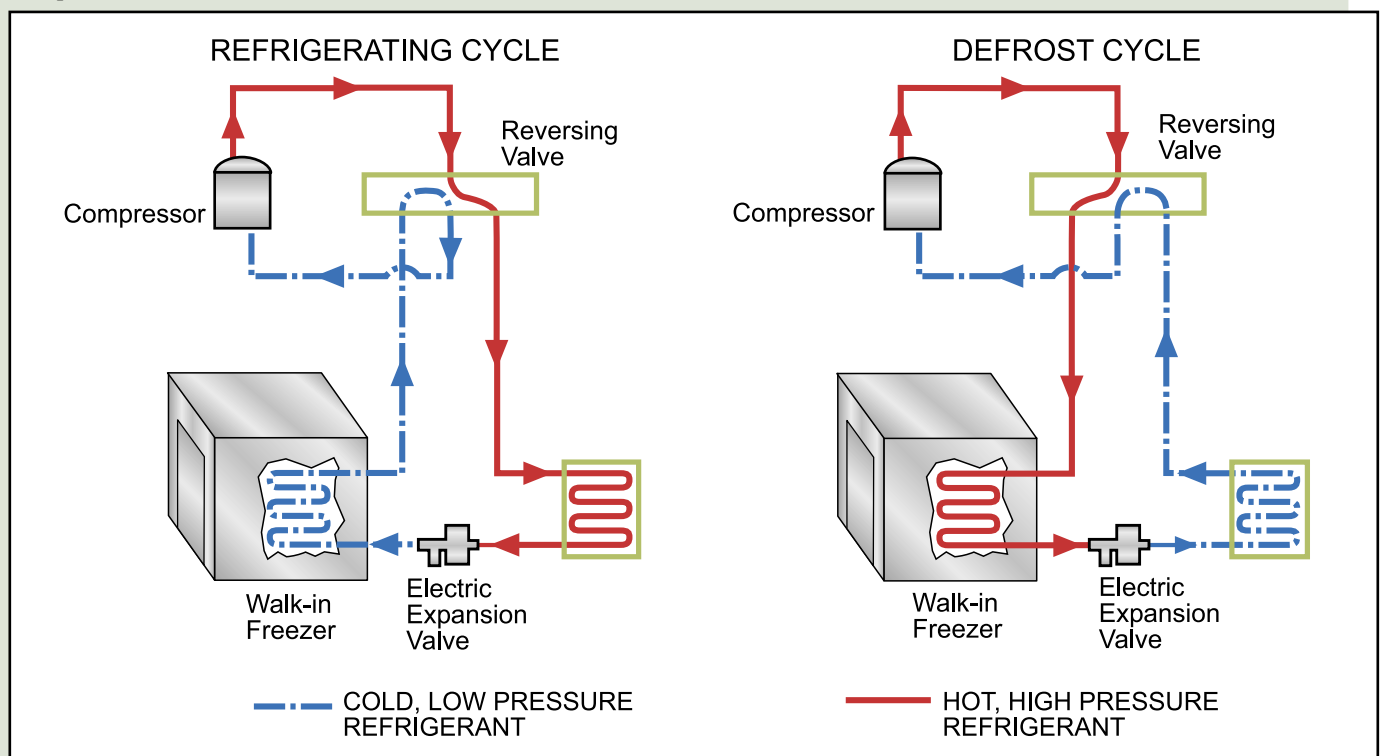 REFRIGERATING CYCLE
Reversing
Valve
Compressor
Walk-in
Freezer
Electric
Expansion
Valve
DEFROST CYCLE
Reversing
Valve
Compressor
Walk-in
Freezer
Electric
Expansion
Valve
COLD, LOW PRESSURE
REFRIGERANT
HOT, HIGH PRESSURE
REFRIGERANT